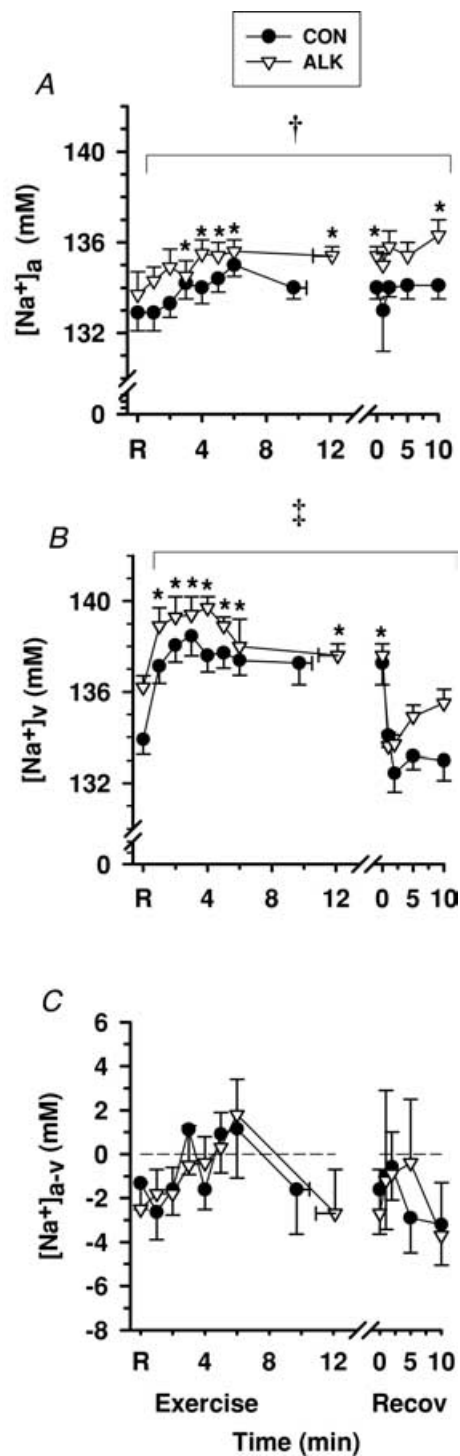 CON
ALK
A
†
140
136
132
0
[Na⁺]ₐ (mM)
* * * * * * *
R 4 8 12 0 5 10
B
‡
140
136
132
0
[Na⁺]ᵥ (mM)
* * * * * * * *
R 4 8 12 0 5 10
C
6
4
2
0
-2
-4
-6
-8
[Na⁺]a-v (mM)
R 4 8 12 0 5 10
Exercise Recov
Time (min)